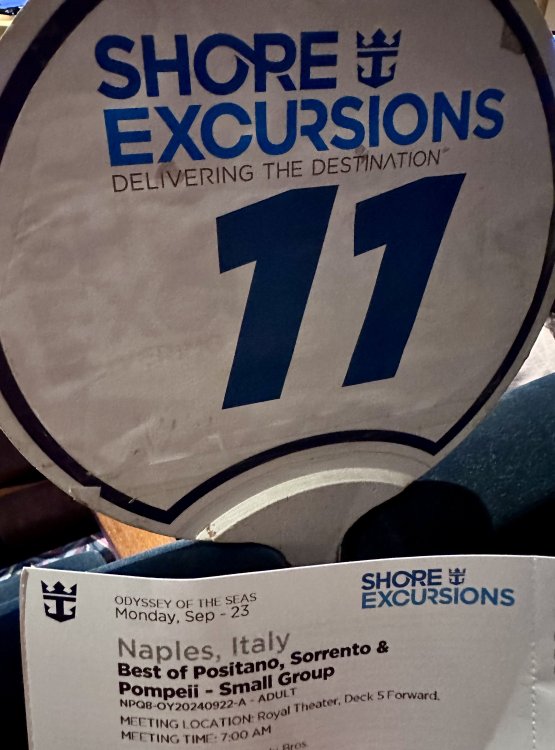 SHORE
EXCURSIONS
DELIVERING THE DESTINATION
11
ODYSSEY OF THE SEAS
Monday, Sep - 23
SHORE
EXCURSIONS
Naples, Italy
Best of Positano, Sorrento &
Pompeii - Small Group
NPQ8-OY20240922-A - ADULT
MEETING LOCATION: Royal Theater, Deck 5 Forward.
MEETING TIME: 7:00 AM
Bros